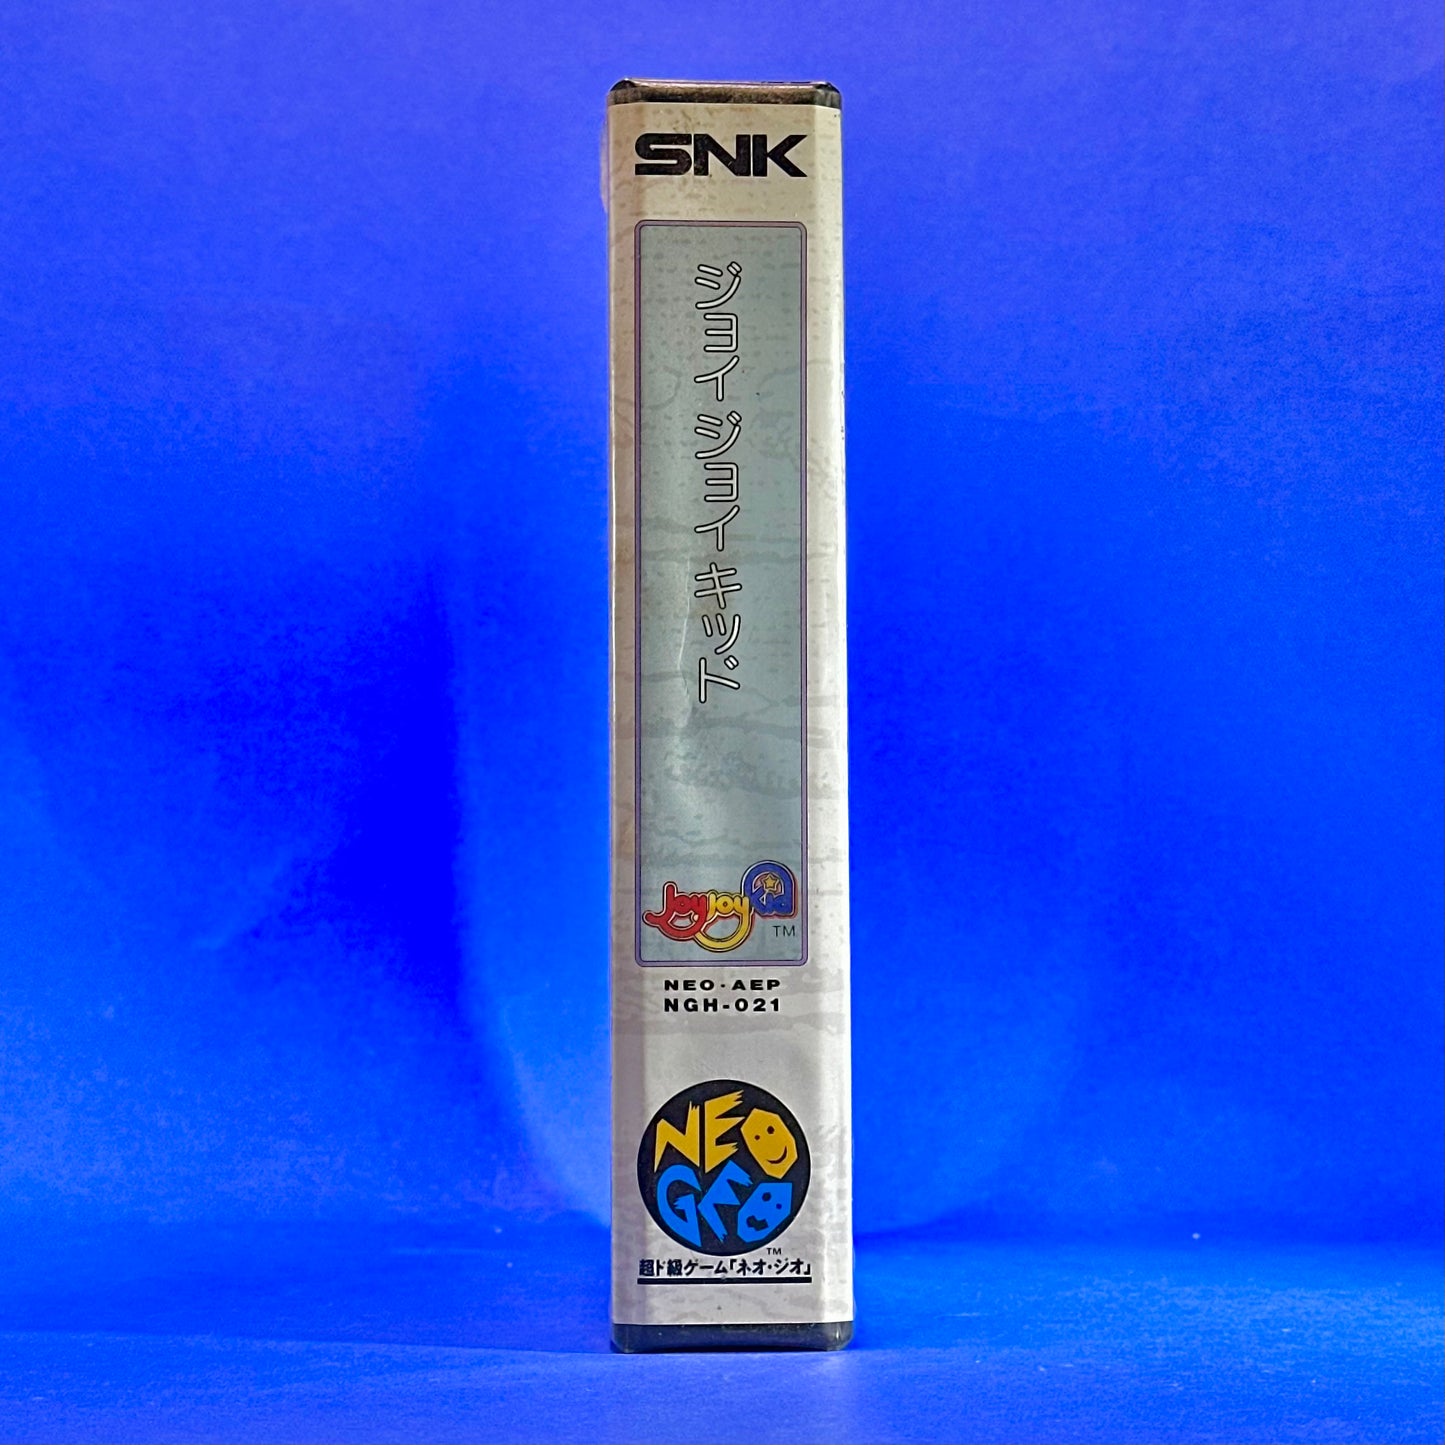 SNK
ジョイジョイキッド
JoyJoyKid
TM
NEO·AEP
NGH-021
NEO
GEO
TM
超ド級ゲーム「ネオ・ジオ」